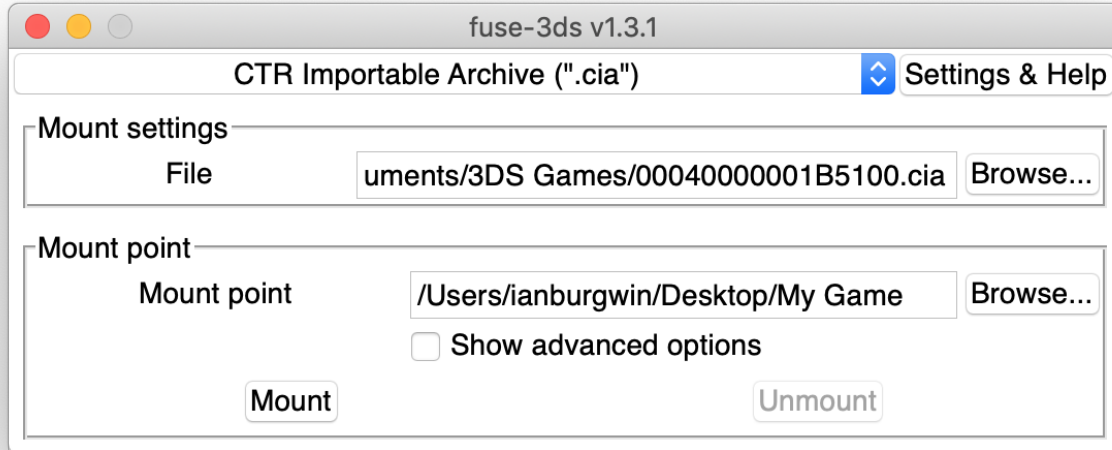 fuse-3ds v1.3.1
CTR Importable Archive (".cia") Settings & Help
Mount settings
File uments/3DS Games/00040000001B5100.cia Browse...
Mount point
Mount point /Users/ianburgwin/Desktop/My Game Browse...
Show advanced options
Mount Unmount